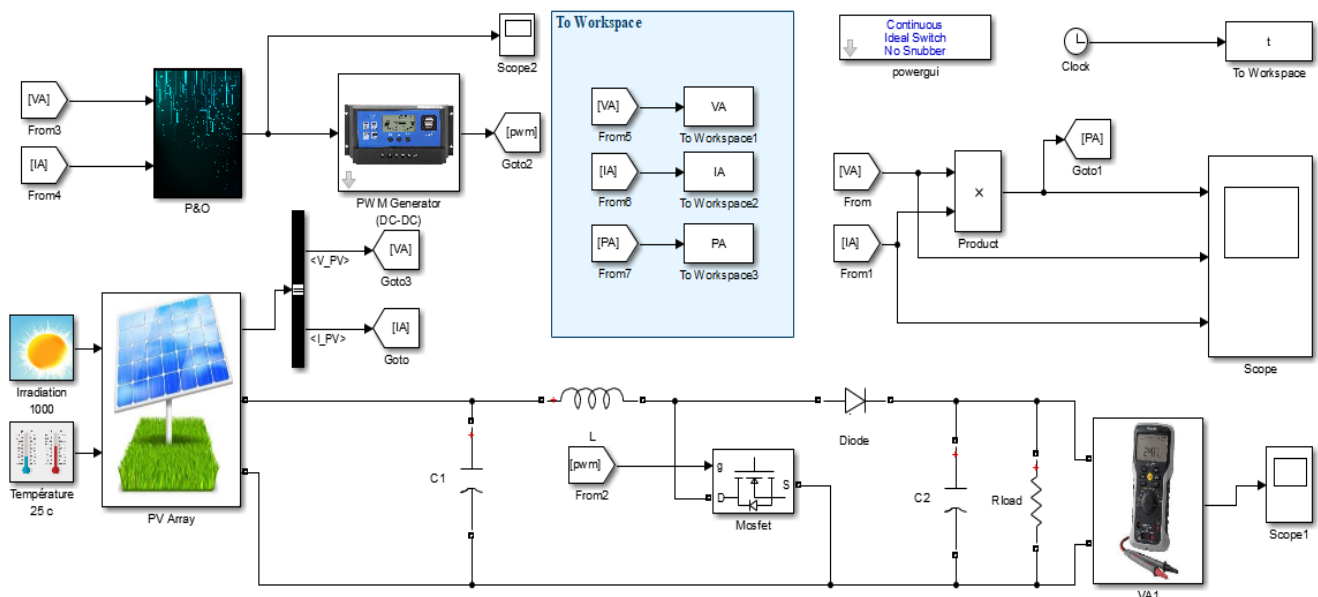 To Workspace
Continuous
Ideal Switch
No Snubber
powergui
Clock
t
To Workspace
Scope2
[VA]
From3
[IA]
From4
P&O
PWM Generator
(DC-DC)
[pwm]
Goto2
[VA]
From5
VA
To Workspace1
[IA]
From6
IA
To Workspace2
[PA]
From7
PA
To Workspace3
[PA]
Goto1
[VA]
From
[IA]
From1
×
Product
Scope
<V_PV>
[VA]
Goto3
<I_PV>
[IA]
Goto
Irradiation
1000
Température
25 c
PV Array
C1
L
[pwm]
From2
g
D
S
Mosfet
Diode
C2
Rload
VA1
Scope1